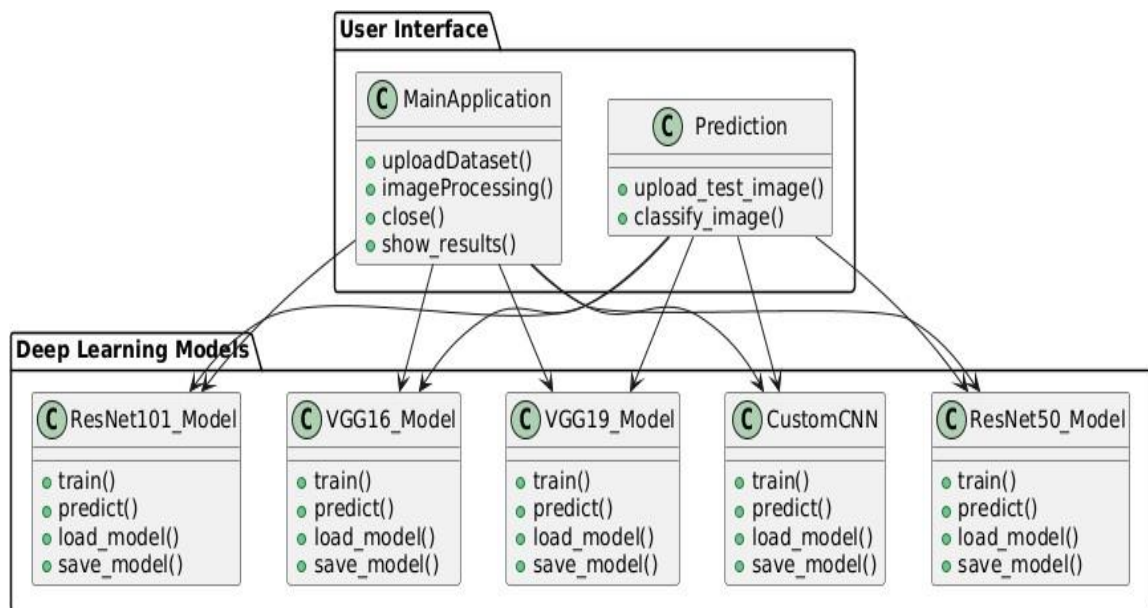 User Interface
C MainApplication
uploadDataset()
imageProcessing()
close()
show_results()
C Prediction
upload_test_image()
classify_image()
Deep Learning Models
C ResNet101_Model
train()
predict()
load_model()
save_model()
C VGG16_Model
train()
predict()
load_model()
save_model()
C VGG19_Model
train()
predict()
load_model()
save_model()
C CustomCNN
train()
predict()
load_model()
save_model()
C ResNet50_Model
train()
predict()
load_model()
save_model()